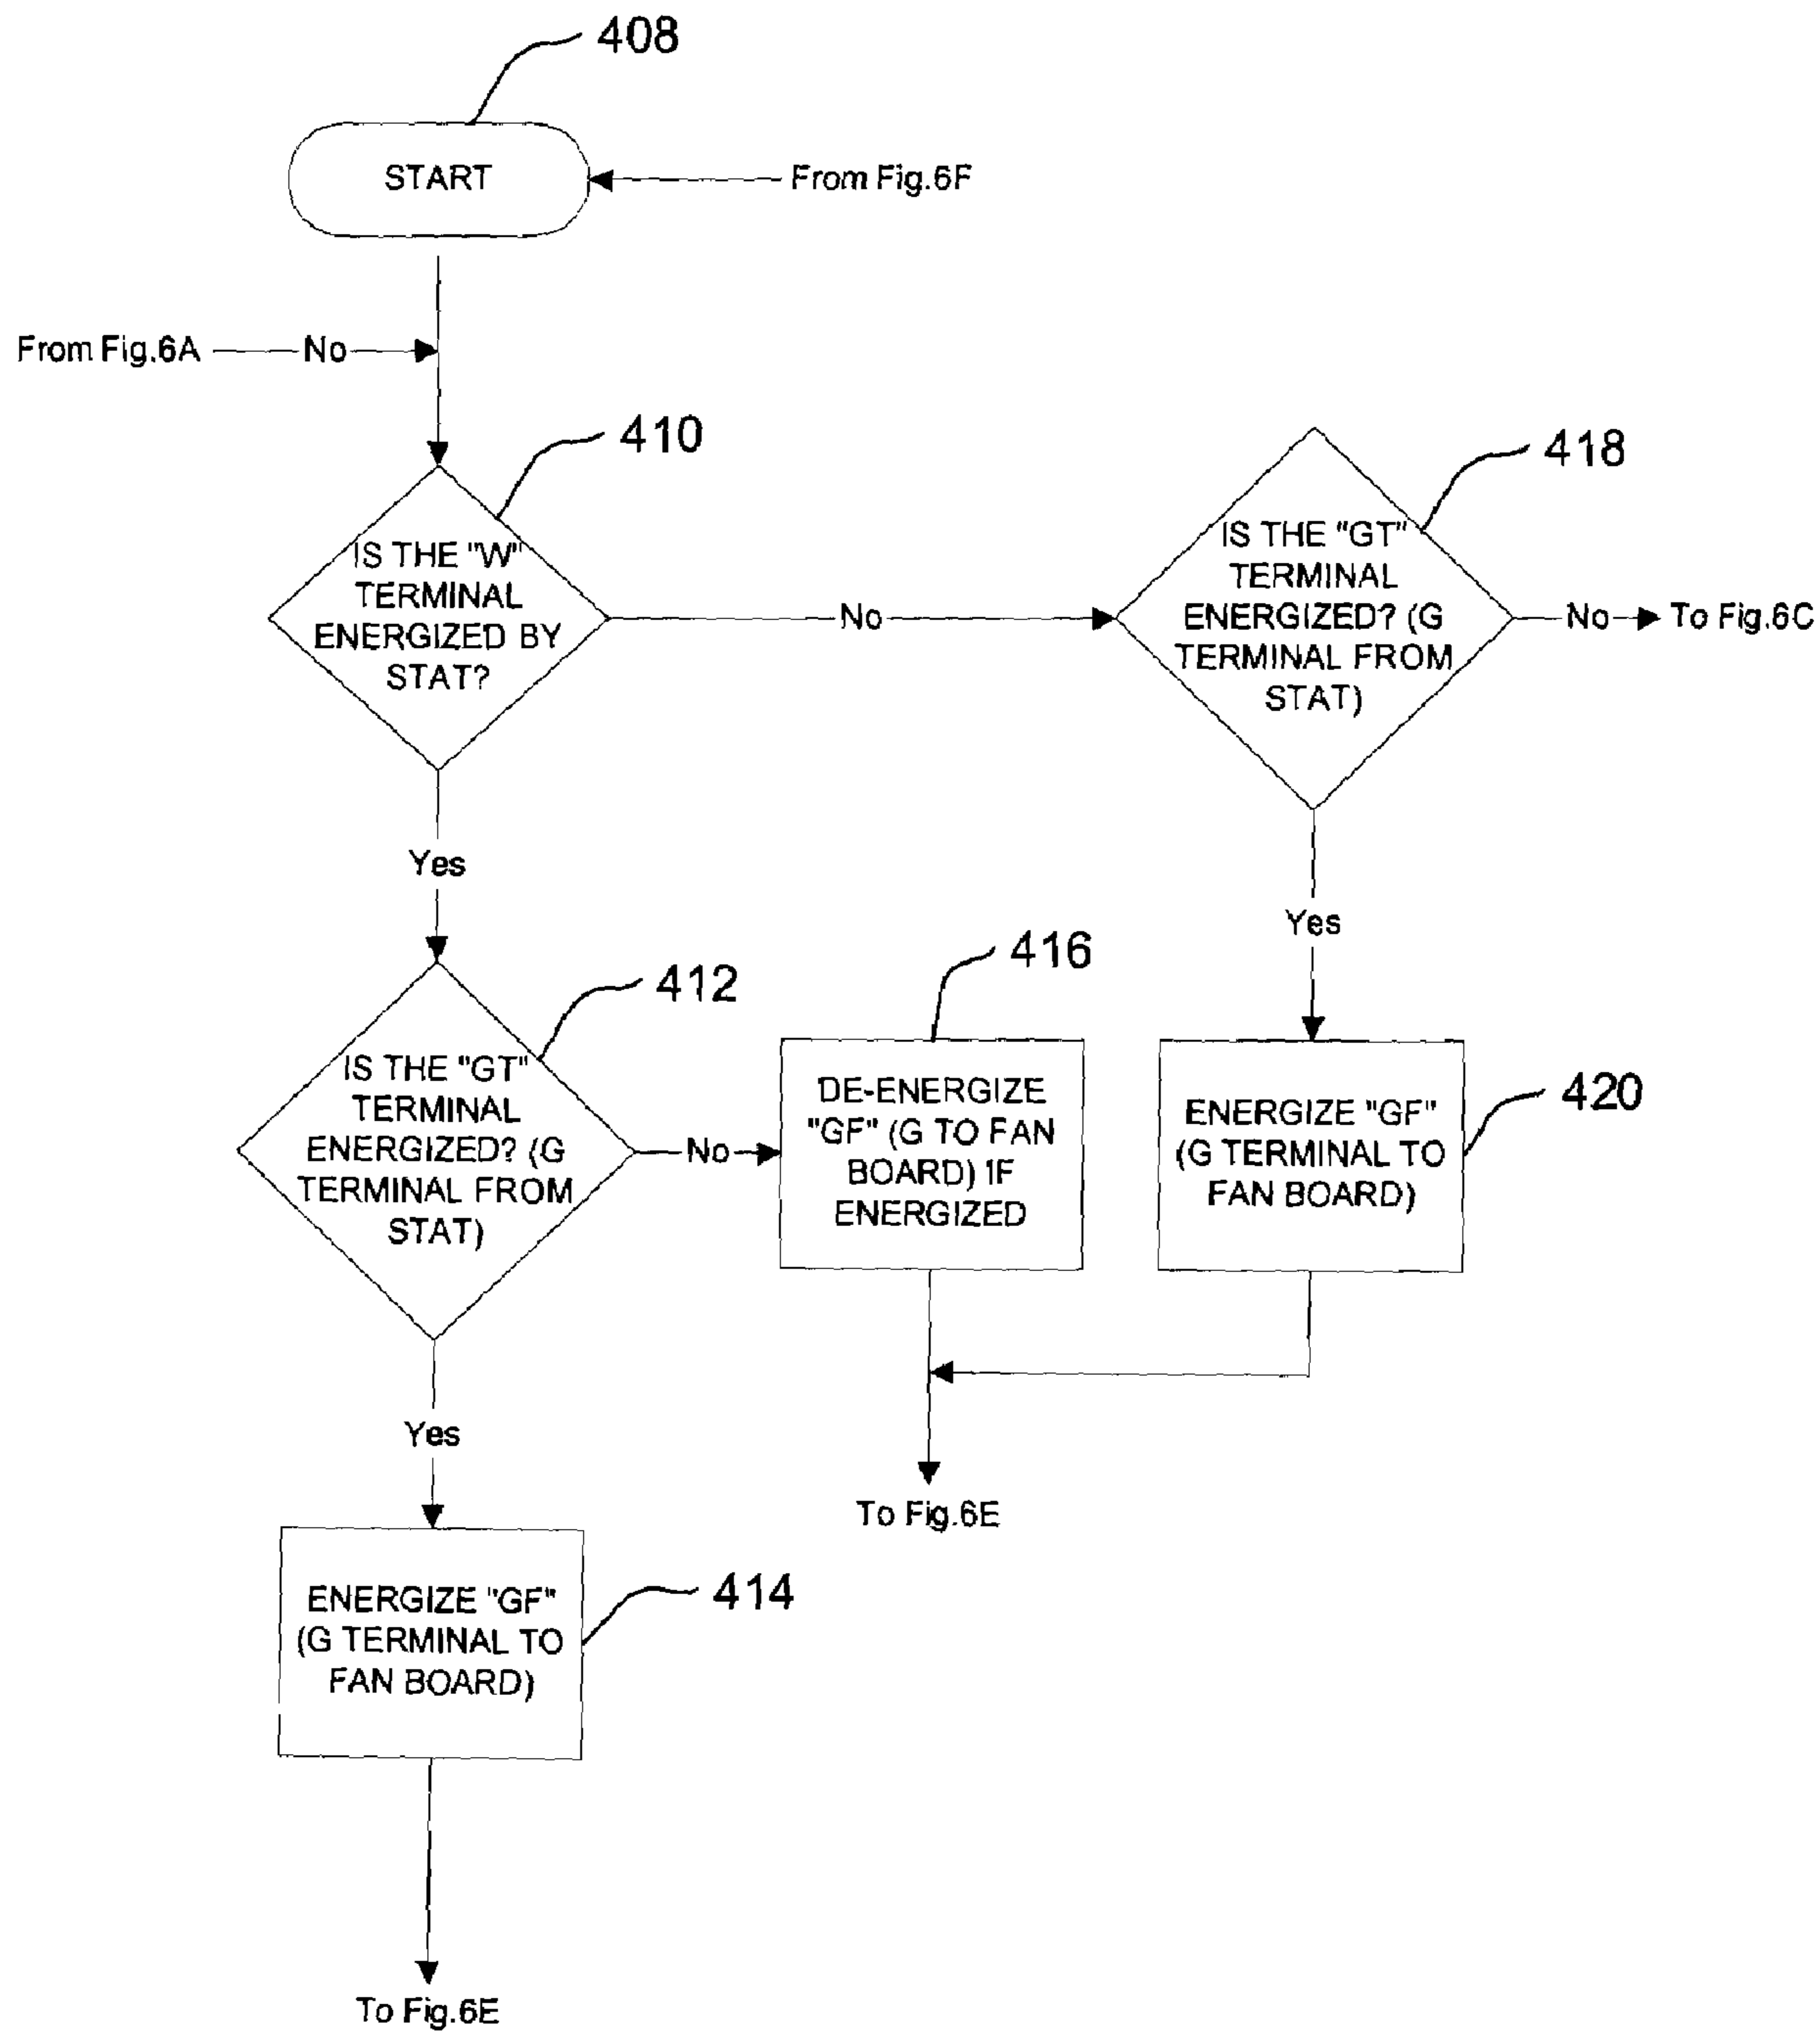 408
START
From Fig.6F
From Fig.6A
No
410
IS THE "W"
TERMINAL
ENERGIZED BY
STAT?
No
418
IS THE "GT"
TERMINAL
ENERGIZED? (G
TERMINAL FROM
STAT)
No
To Fig.6C
Yes
Yes
412
IS THE "GT"
TERMINAL
ENERGIZED? (G
TERMINAL FROM
STAT)
No
416
DE-ENERGIZE
"GF" (G TO FAN
BOARD) IF
ENERGIZED
420
ENERGIZE "GF"
(G TERMINAL TO
FAN BOARD)
Yes
To Fig.6E
414
ENERGIZE "GF"
(G TERMINAL TO
FAN BOARD)
To Fig.6E